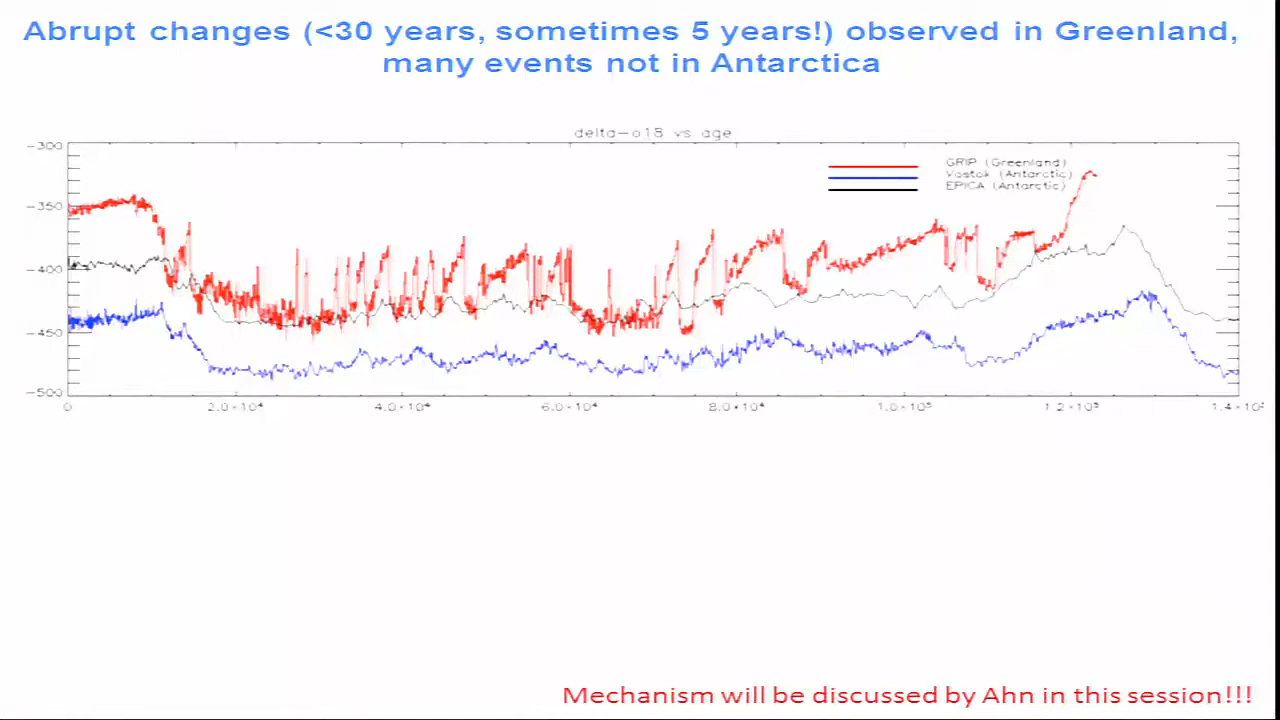 Abrupt changes (<30 years, sometimes 5 years!) observed in Greenland,
many events not in Antarctica
delta-o18 vs age
GRIP (Greenland)
Vostok (Antarctic)
EPICA (Antarctic)
-300
-350
-400
-450
-500
0 2.0×10⁴ 4.0×10⁴ 6.0×10⁴ 8.0×10⁴ 1.0×10⁵ 1.2×10⁵ 1.4×10⁵
Mechanism will be discussed by Ahn in this session!!!